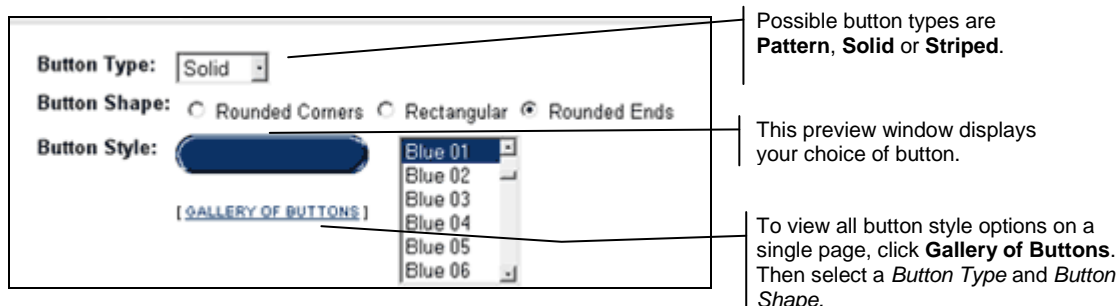 Button Type: Solid
Button Shape: Rounded Corners Rectangular Rounded Ends
Button Style:
Blue 01
Blue 02
Blue 03
Blue 04
Blue 05
Blue 06
[ GALLERY OF BUTTONS ]
Possible button types are
Pattern, Solid or Striped.
This preview window displays
your choice of button.
To view all button style options on a
single page, click Gallery of Buttons.
Then select a Button Type and Button
Shape.